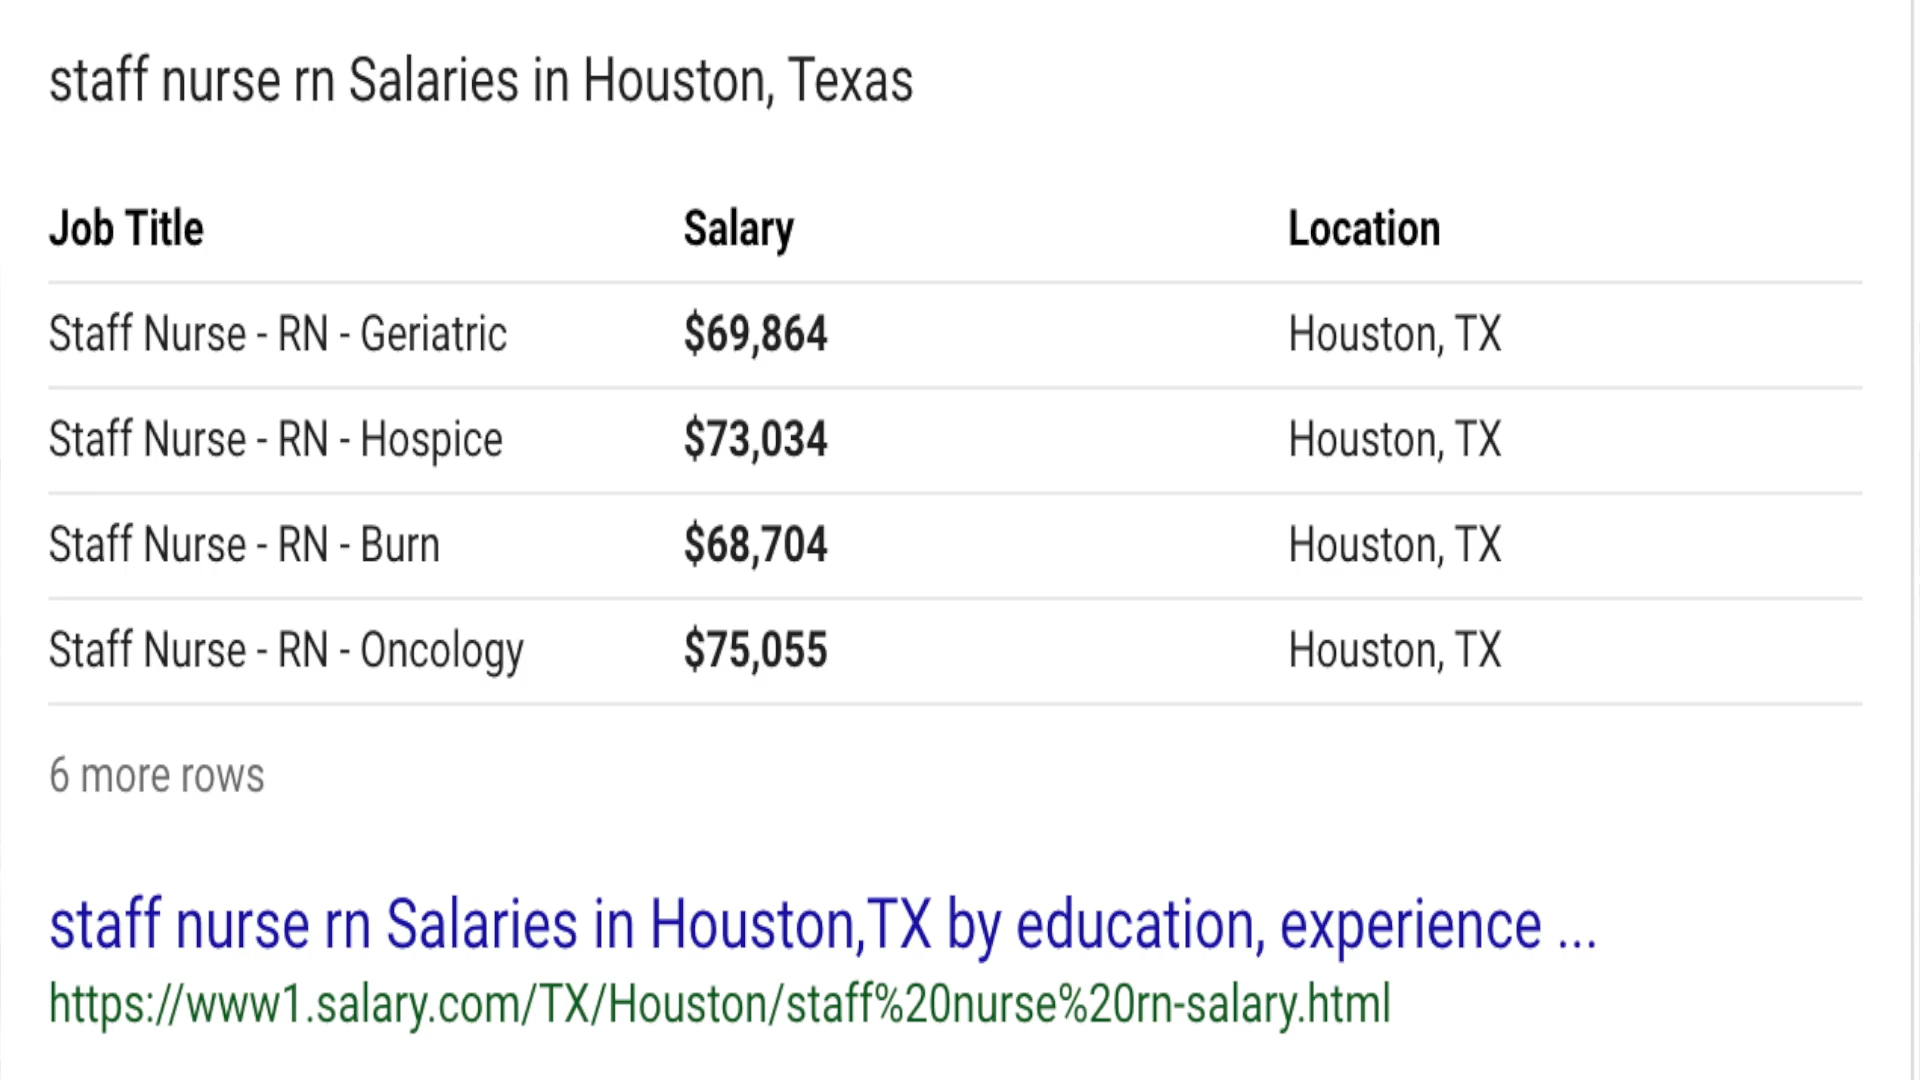 staff nurse rn Salaries in Houston, Texas
Job Title Salary Location
Staff Nurse - RN - Geriatric $69,864 Houston, TX
Staff Nurse - RN - Hospice $73,034 Houston, TX
Staff Nurse - RN - Burn $68,704 Houston, TX
Staff Nurse - RN - Oncology $75,055 Houston, TX
6 more rows
staff nurse rn Salaries in Houston,TX by education, experience ...
https://www1.salary.com/TX/Houston/staff%20nurse%20rn-salary.html